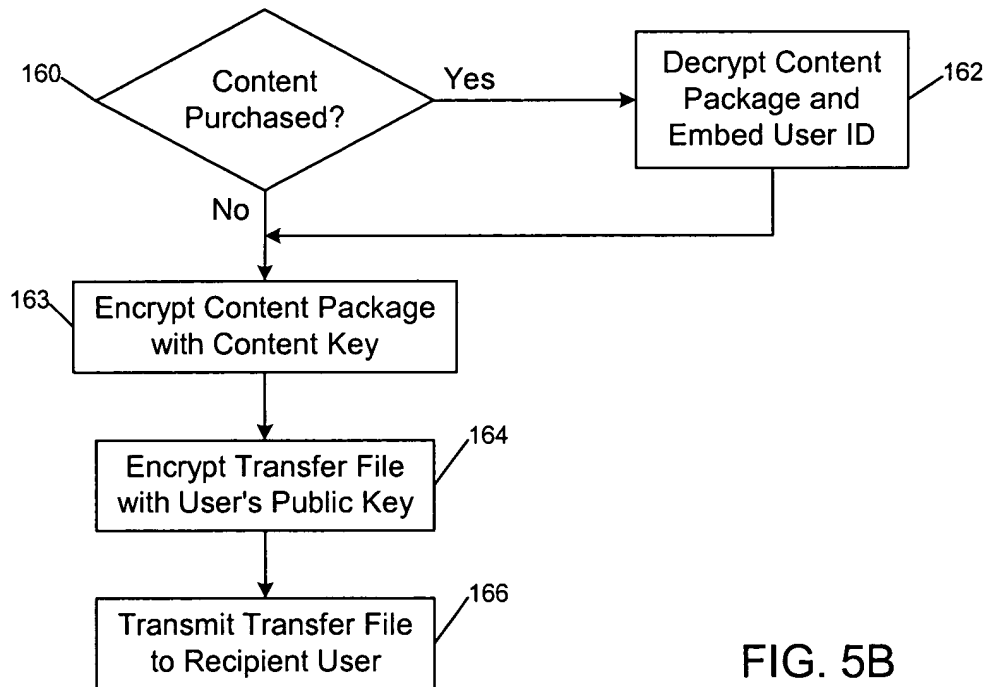 160
Content
Purchased?
Yes
Decrypt Content
Package and
Embed User ID
162
No
163
Encrypt Content Package
with Content Key
Encrypt Transfer File
with User's Public Key
164
Transmit Transfer File
to Recipient User
166
FIG. 5B